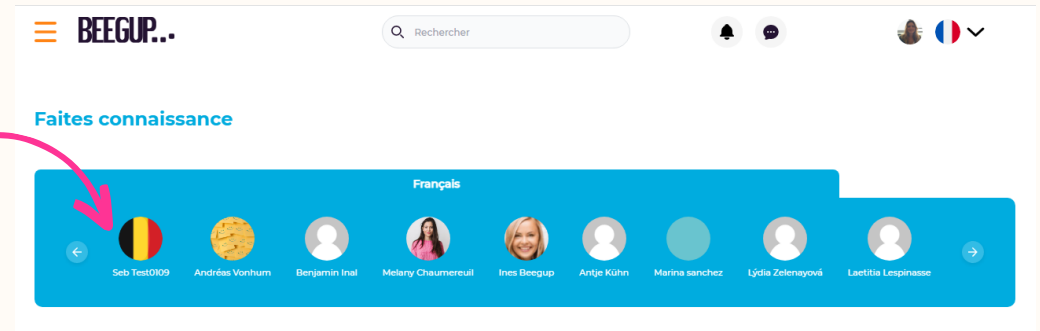 BEEGUP...
Rechercher
Faites connaissance
Français
Seb Test0109
Andréas Vonhum
Benjamin Inal
Melany Chaumereuil
Ines Beegup
Antje Kühn
Marina sanchez
Lýdia Zelenayová
Laetitia Lespinasse